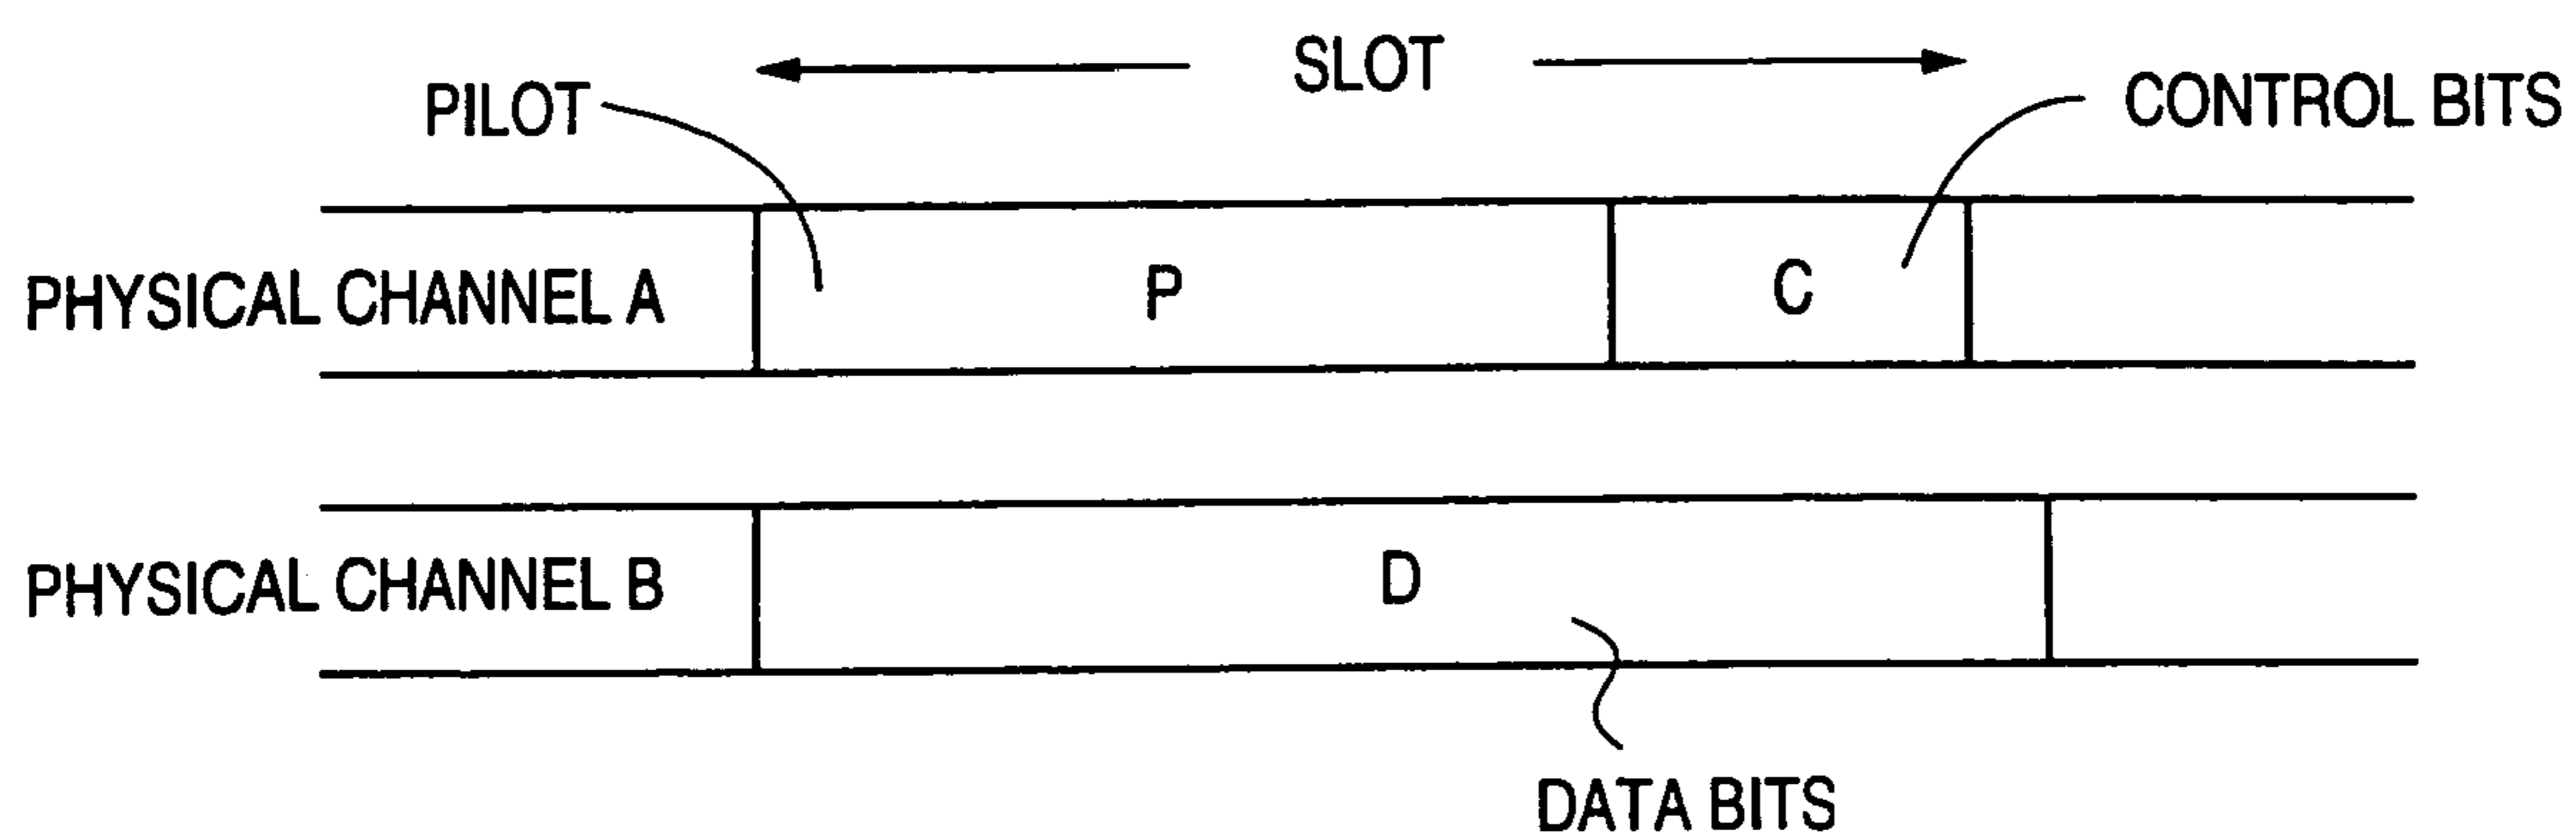 SLOT
PILOT
CONTROL BITS
PHYSICAL CHANNEL A
P
C
PHYSICAL CHANNEL B
D
DATA BITS